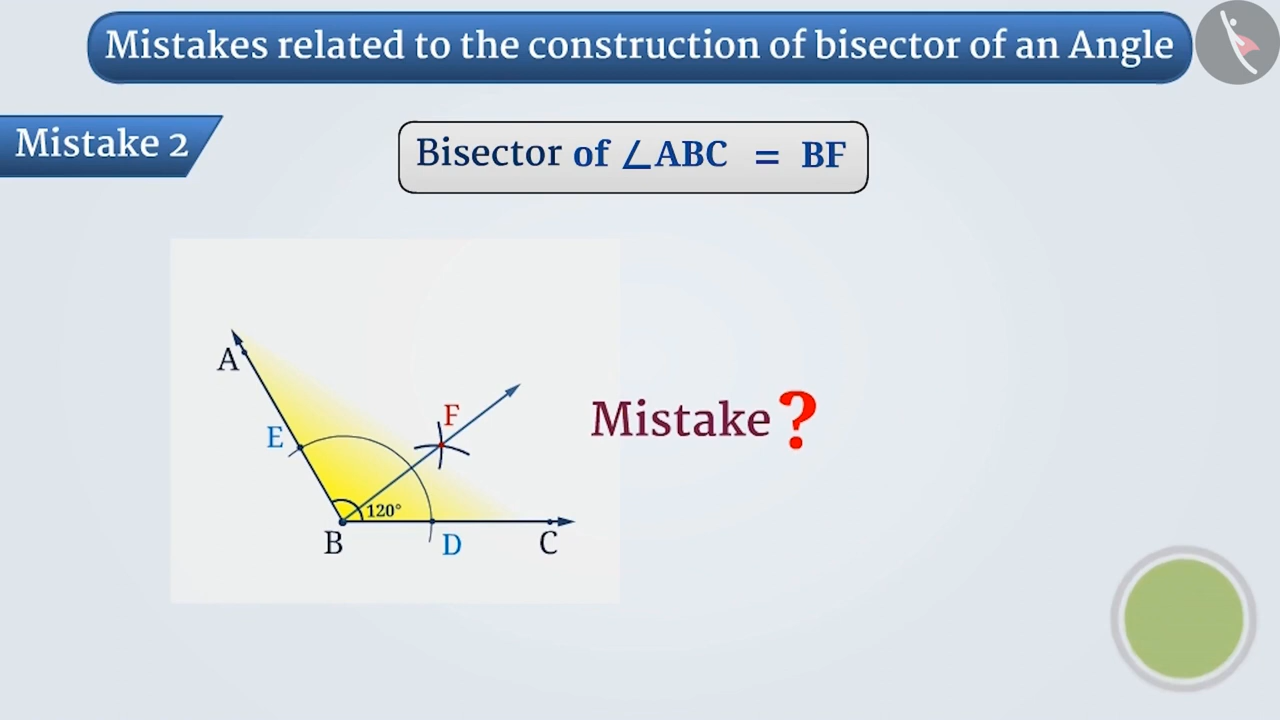 Mistakes related to the construction of bisector of an Angle
Mistake 2
Bisector of ∠ABC = BF
A
E
F
Mistake ?
120°
B
D
C